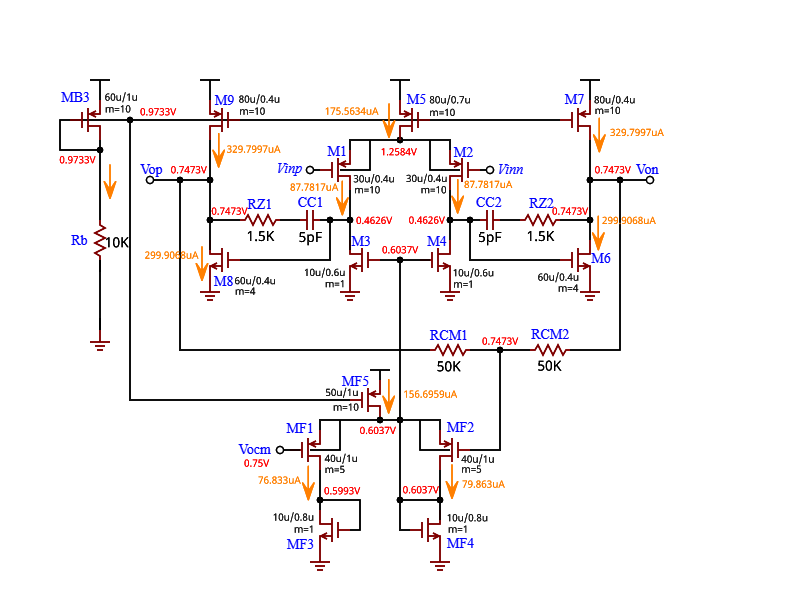 MB3
60u/1u
m=10
0.9733V
M9
80u/0.4u
m=10
175.5634uA
M5
80u/0.7u
m=10
M7
80u/0.4u
m=10
0.9733V
329.7997uA
1.2584V
329.7997uA
Vop
0.7473V
Vinp
M1
30u/0.4u
m=10
87.7817uA
M2
30u/0.4u
m=10
87.7817uA
Vinn
0.7473V
Von
0.7473V
RZ1
1.5K
CC1
5pF
0.4626V
0.4626V
CC2
5pF
RZ2
1.5K
0.7473V
299.9068uA
Rb
10K
299.9068uA
M8
60u/0.4u
m=4
M3
10u/0.6u
m=1
0.6037V
M4
10u/0.6u
m=1
M6
60u/0.4u
m=4
RCM1
50K
0.7473V
RCM2
50K
MF5
50u/1u
m=10
156.6959uA
0.6037V
MF1
40u/1u
m=5
MF2
40u/1u
m=5
Vocm
0.75V
76.833uA
79.863uA
0.5993V
0.6037V
10u/0.8u
m=1
MF3
10u/0.8u
m=1
MF4